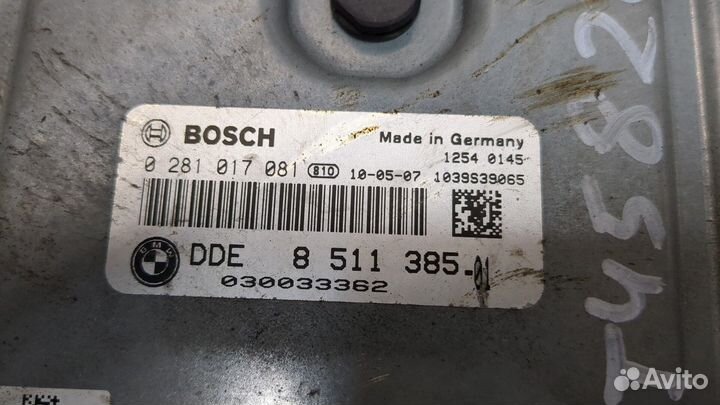 BOSCH
Made in Germany
1254 0145
0 281 017 081 810 10-05-07 1039S39065
BMW
DDE 8 511 385-01
030033362
Avito